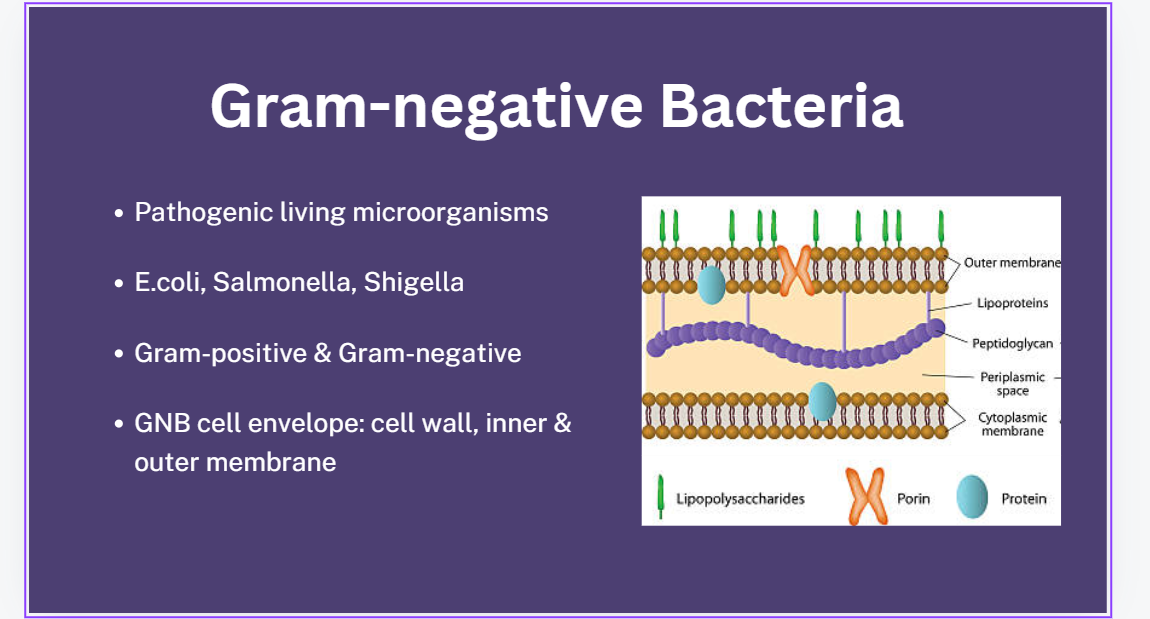 Gram-negative Bacteria
• Pathogenic living microorganisms
• E.coli, Salmonella, Shigella
• Gram-positive & Gram-negative
• GNB cell envelope: cell wall, inner &
outer membrane
Outer membrane
Lipoproteins
Peptidoglycan
Periplasmic
space
Cytoplasmic
membrane
Lipopolysaccharides
Porin
Protein